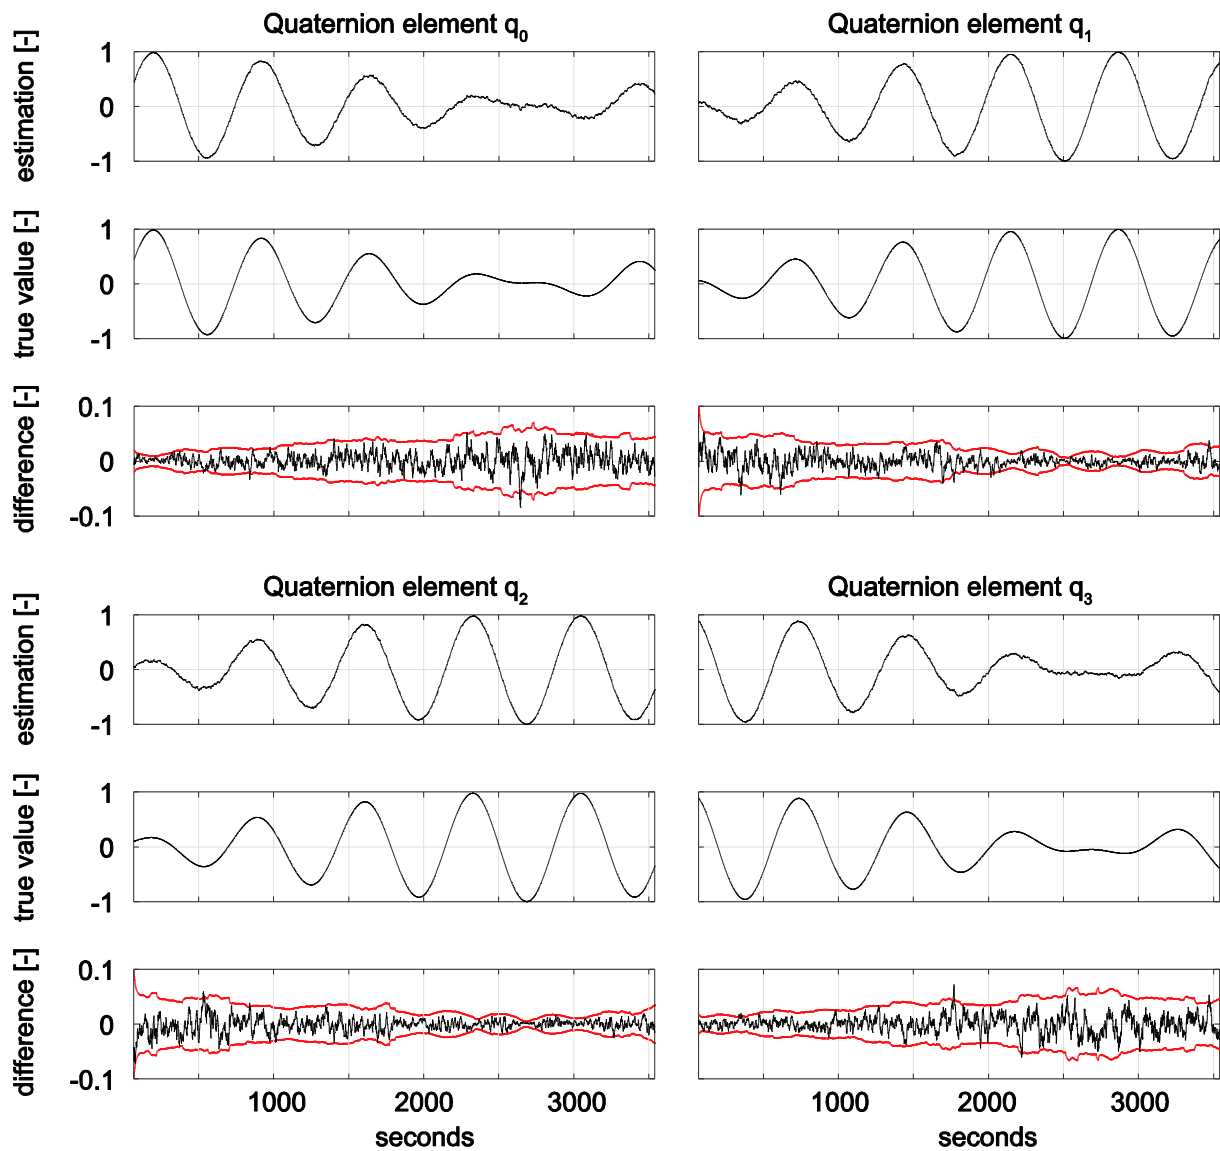 Quaternion element q0
Quaternion element q1
estimation [-]
1
0
-1
true value [-]
1
0
-1
difference [-]
0.1
0
-0.1
Quaternion element q2
Quaternion element q3
estimation [-]
1
0
-1
true value [-]
1
0
-1
difference [-]
0.1
0
-0.1
1000 2000 3000
1000 2000 3000
seconds
seconds